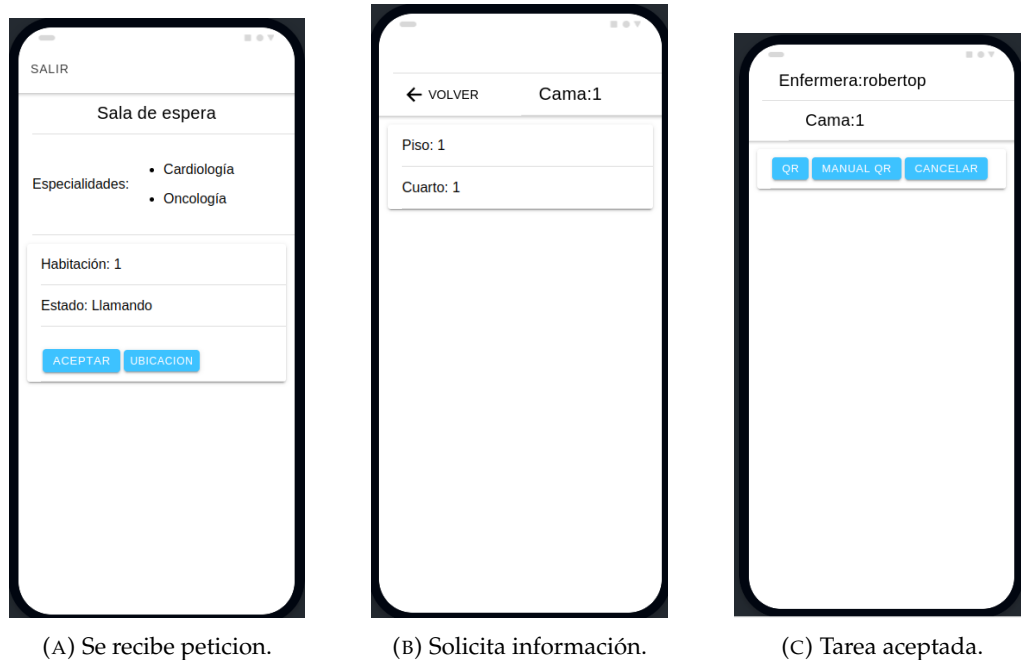 SALIR
Sala de espera
Especialidades:
• Cardiología
• Oncología
Habitación: 1
Estado: Llamando
ACEPTAR UBICACION
(A) Se recibe peticion.
VOLVER Cama:1
Piso: 1
Cuarto: 1
(B) Solicita información.
Enfermera:robertop
Cama:1
QR MANUAL QR CANCELAR
(C) Tarea aceptada.